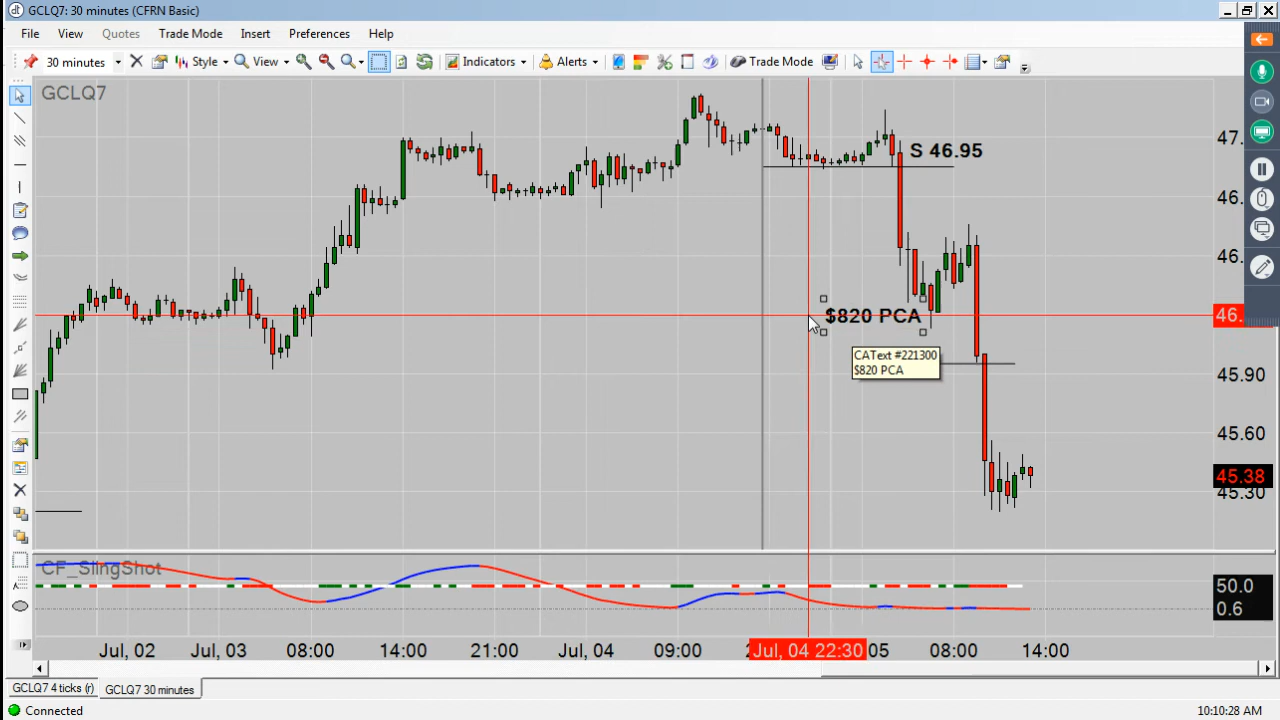 GCLQ7: 30 minutes (CFRN Basic)
File View Quotes Trade Mode Insert Preferences Help
30 minutes Style View Indicators Alerts Trade Mode
GCLQ7
47.
S 46.95
46.
46.
$820 PCA
46.
CAText #221300
$820 PCA
45.90
45.60
45.38
45.30
CF_SlingShot
50.0
0.6
Jul, 02 Jul, 03 08:00 14:00 21:00 Jul, 04 09:00 Jul, 04 22:30 05 08:00 14:00
GCLQ7 4 ticks (r) GCLQ7 30 minutes
Connected 10:10:28 AM